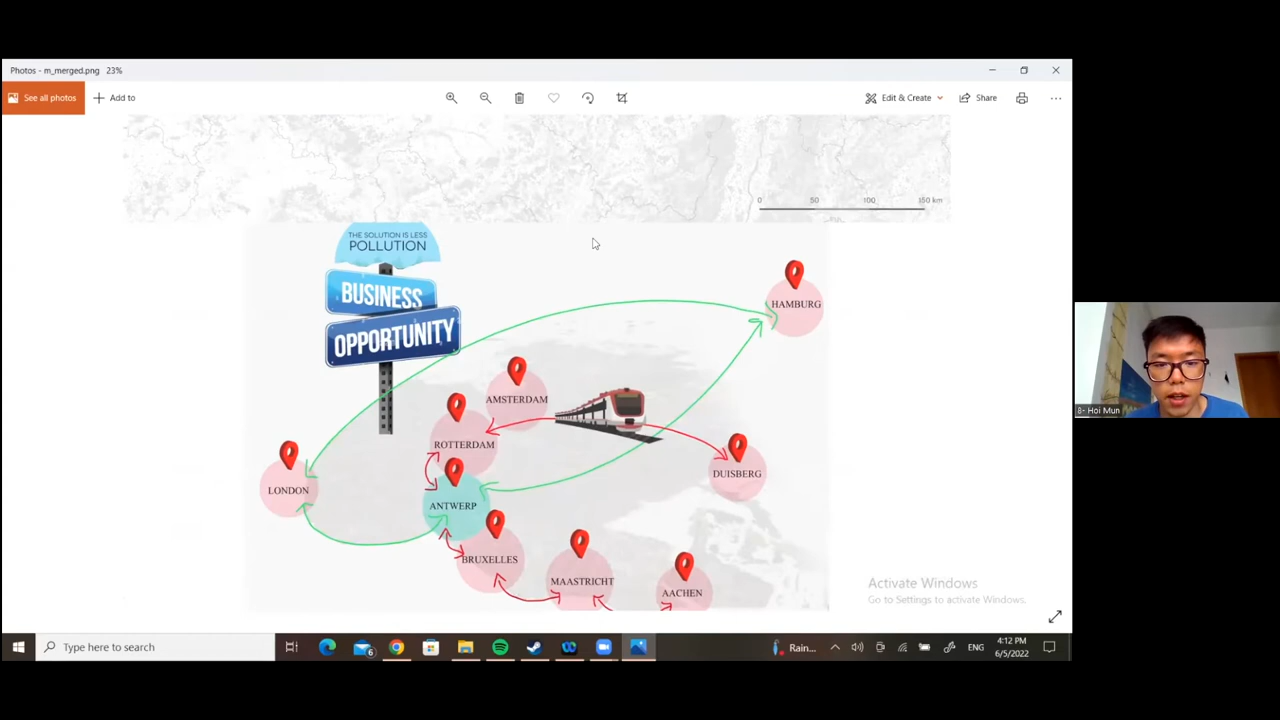 Photos - m_merged.png 23%
See all photos
Add to
Edit & Create
Share
0 50 100 150 km
THE SOLUTION IS LESS
POLLUTION
BUSINESS
OPPORTUNITY
HAMBURG
AMSTERDAM
ROTTERDAM
DUISBERG
LONDON
ANTWERP
BRUXELLES
MAASTRICHT
AACHEN
8- Hoi Mun
Activate Windows
Go to Settings to activate Windows.
Type here to search
6
Rain...
ENG
4:12 PM
6/5/2022